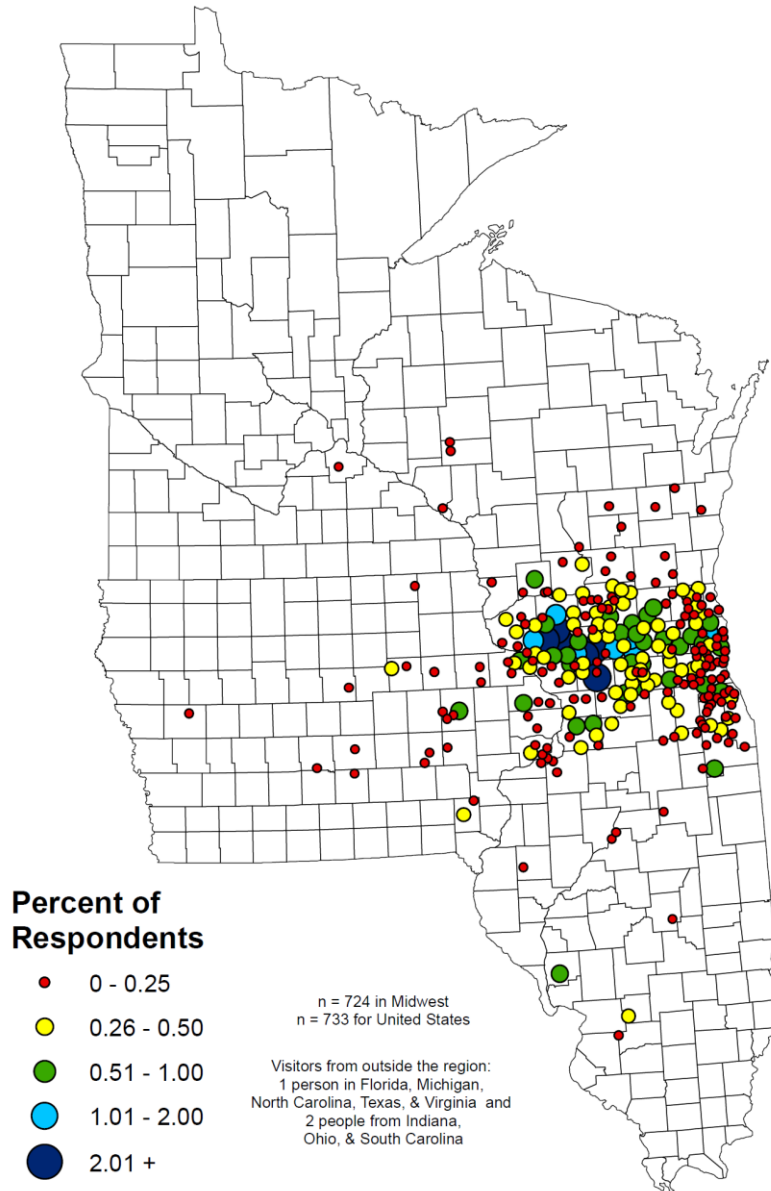 Percent of
Respondents
0 - 0.25
0.26 - 0.50
0.51 - 1.00
1.01 - 2.00
2.01 +
n = 724 in Midwest
n = 733 for United States
Visitors from outside the region:
1 person in Florida, Michigan,
North Carolina, Texas, & Virginia and
2 people from Indiana,
Ohio, & South Carolina